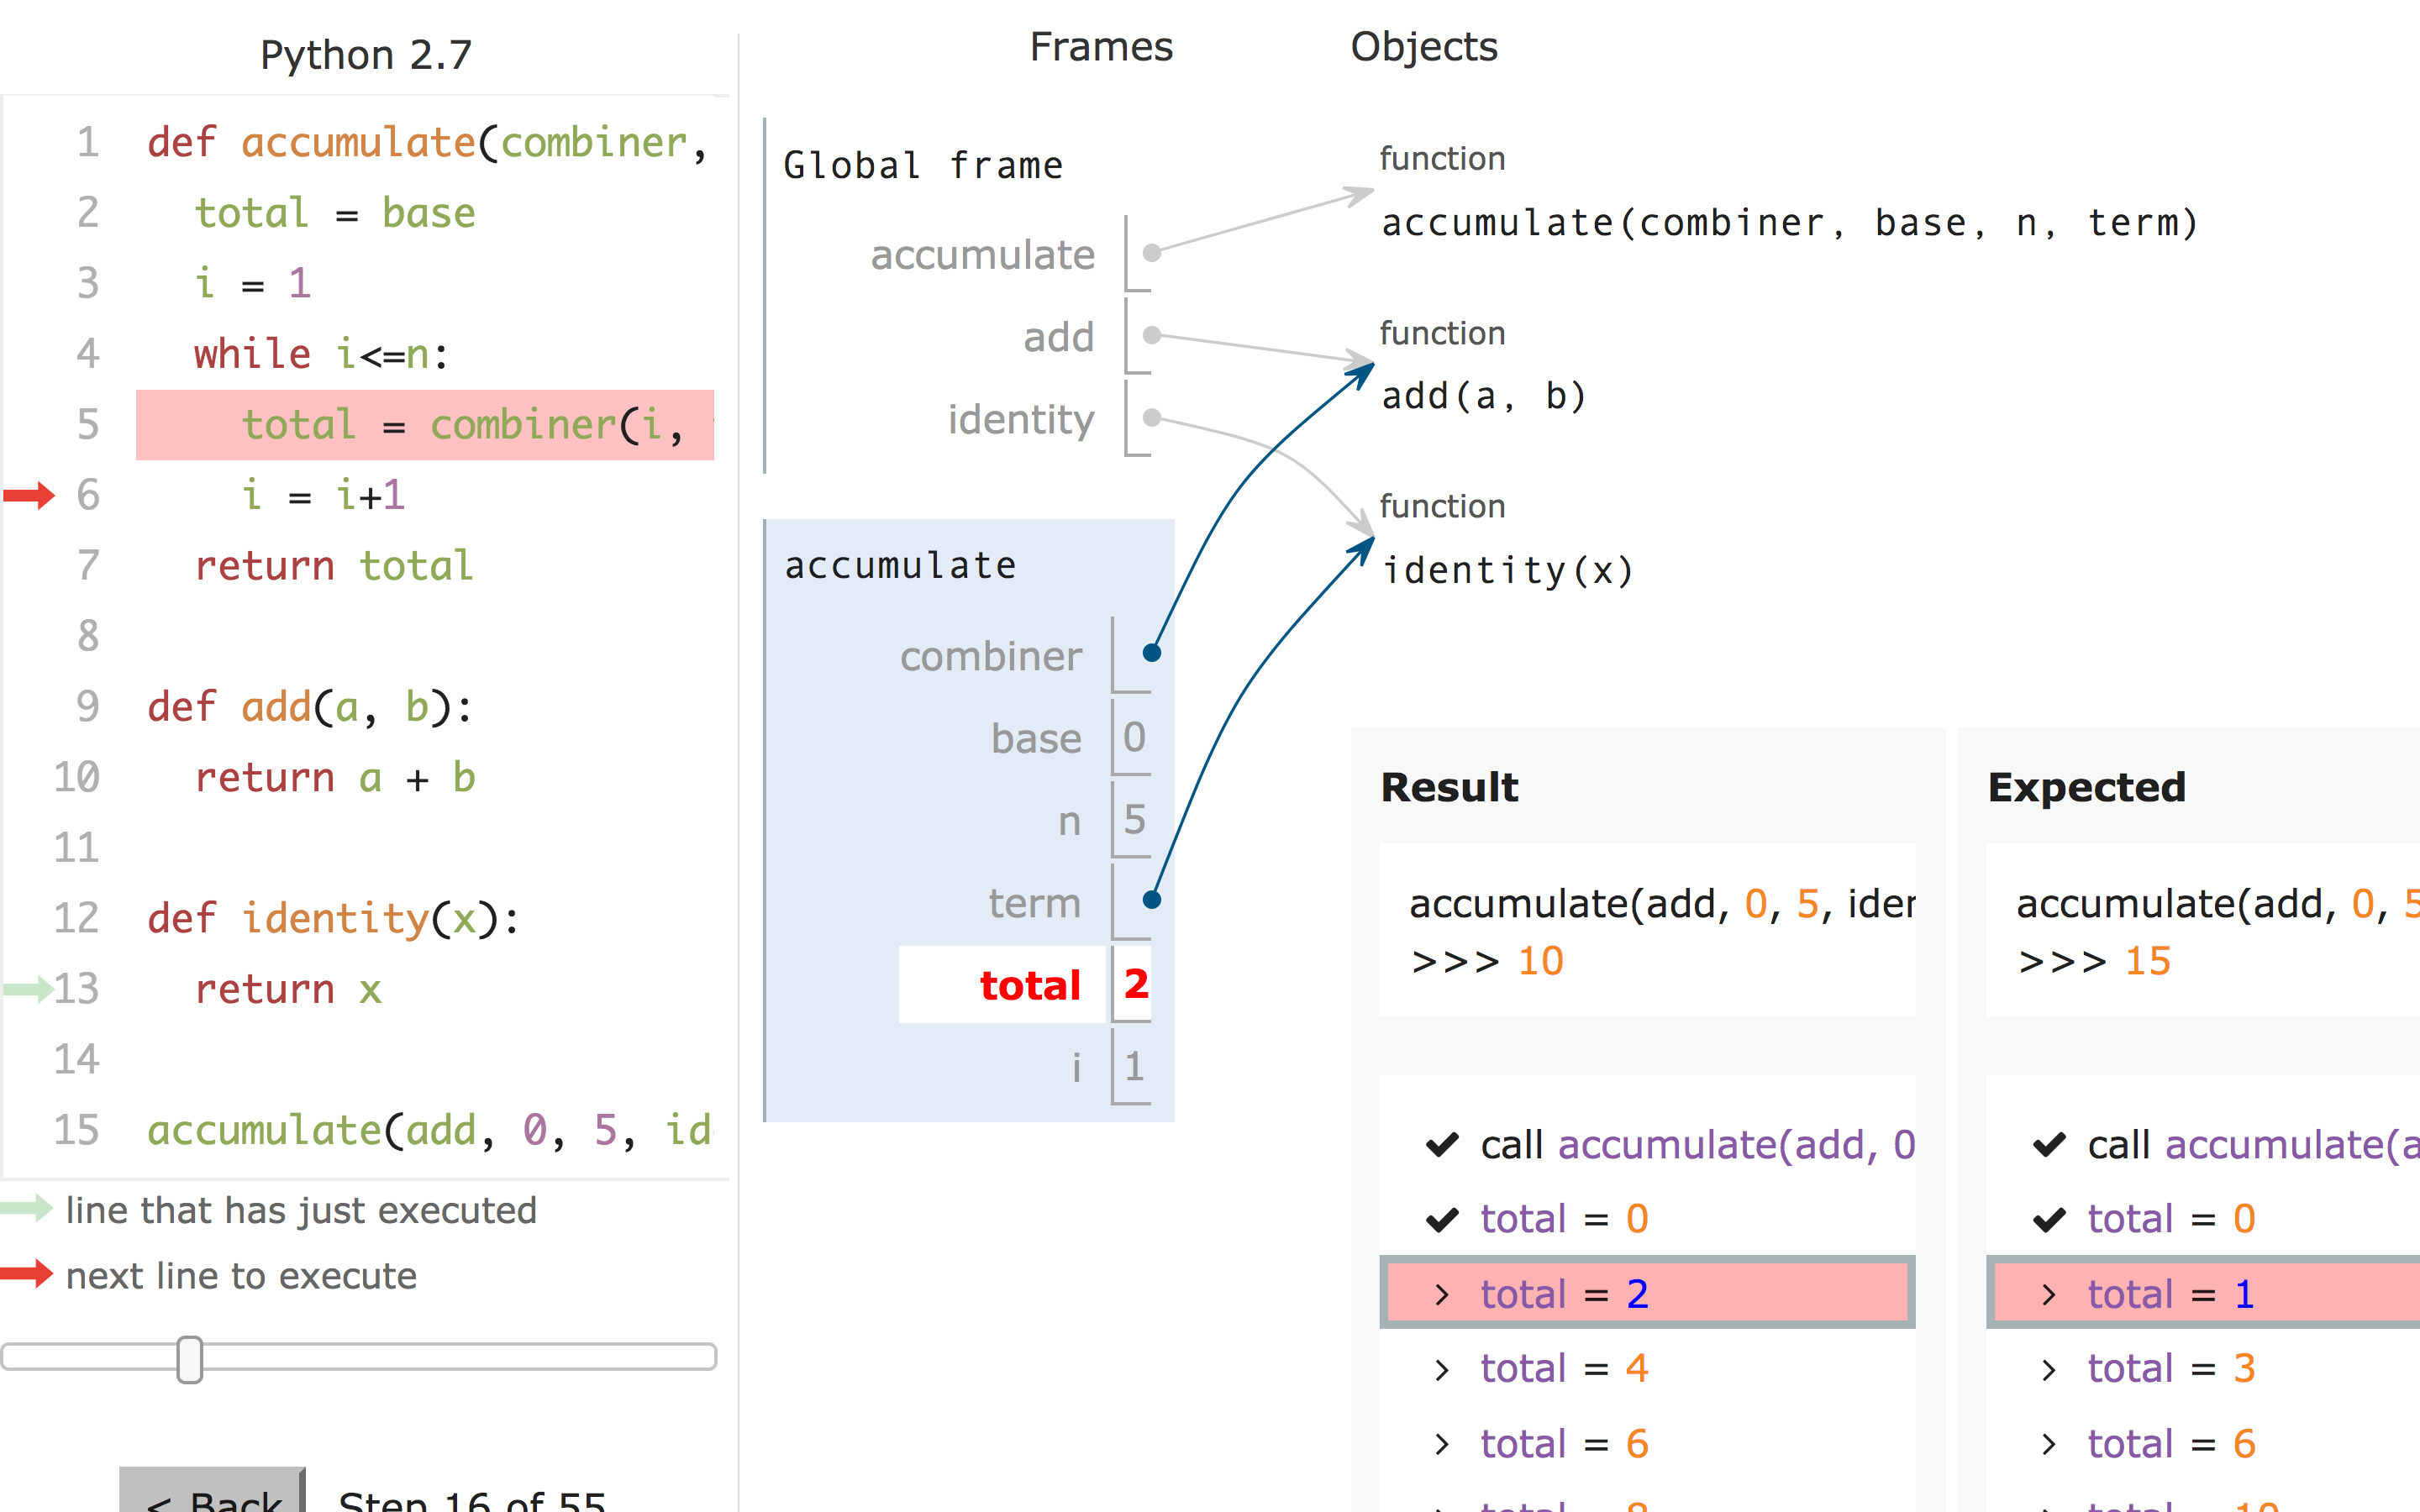 Python 2.7
1 def accumulate(combiner,
2 total = base
3 i = 1
4 while i<=n:
5 total = combiner(i,
6 i = i+1
7 return total
8
9 def add(a, b):
10 return a + b
11
12 def identity(x):
13 return x
14
15 accumulate(add, 0, 5, id
line that has just executed
next line to execute
< Back Step 16 of 55
Frames Objects
Global frame
accumulate
add
identity
function
accumulate(combiner, base, n, term)
function
add(a, b)
function
identity(x)
accumulate
combiner
base 0
n 5
term
total 2
i 1
Result
accumulate(add, 0, 5, iden
>>> 10
call accumulate(add, 0
total = 0
> total = 2
> total = 4
> total = 6
total = 8
Expected
accumulate(add, 0, 5
>>> 15
call accumulate(a
total = 0
> total = 1
> total = 3
> total = 6
total = 10